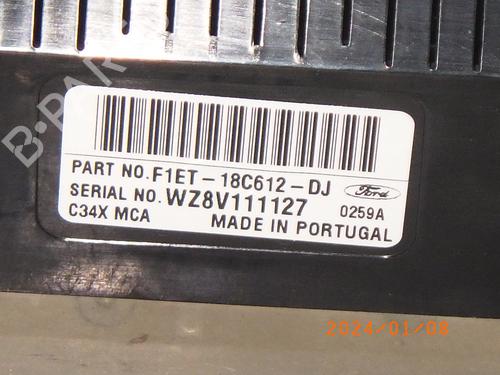 B-PAR
PART NO. F1ET-18C612-DJ
Ford
SERIAL NO. WZ8V111127
0259A
C34X MCA
MADE IN PORTUGAL
2024/01/08